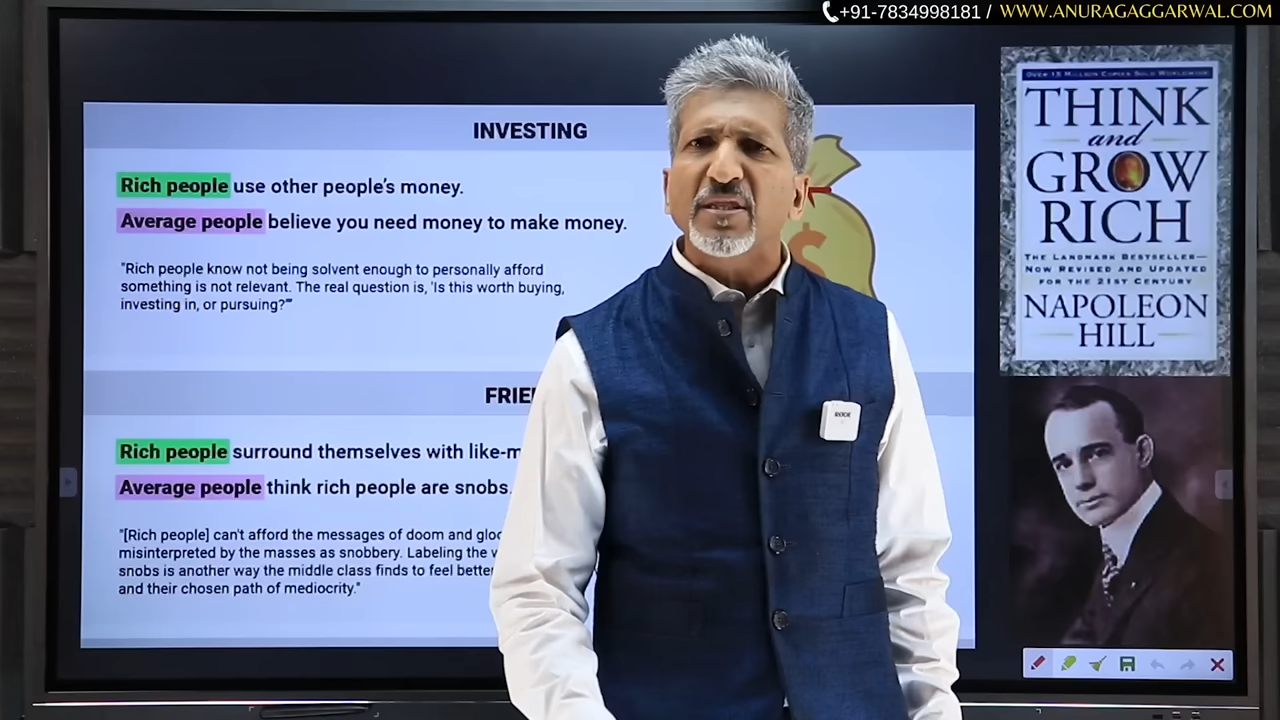 +91-7834998181 / WWW.ANURAGAGGARWAL.COM
INVESTING
Rich people use other people's money.
Average people believe you need money to make money.
"Rich people know not being solvent enough to personally afford
something is not relevant. The real question is, 'Is this worth buying,
investing in, or pursuing?'"
$
Rich people surround themselves with like-m
Average people think rich people are snobs.
"[Rich people] can't afford the messages of doom and gloo
misinterpreted by the masses as snobbery. Labeling the
snobs is another way the middle class finds to feel better
and their chosen path of mediocrity."
RODE
OVER 15 MILLION COPIES SOLD WORLDWIDE
THINK
and
GROW
RICH
THE LANDMARK BESTSELLER—
NOW REVISED AND UPDATED
FOR THE 21ST CENTURY
NAPOLEON
HILL